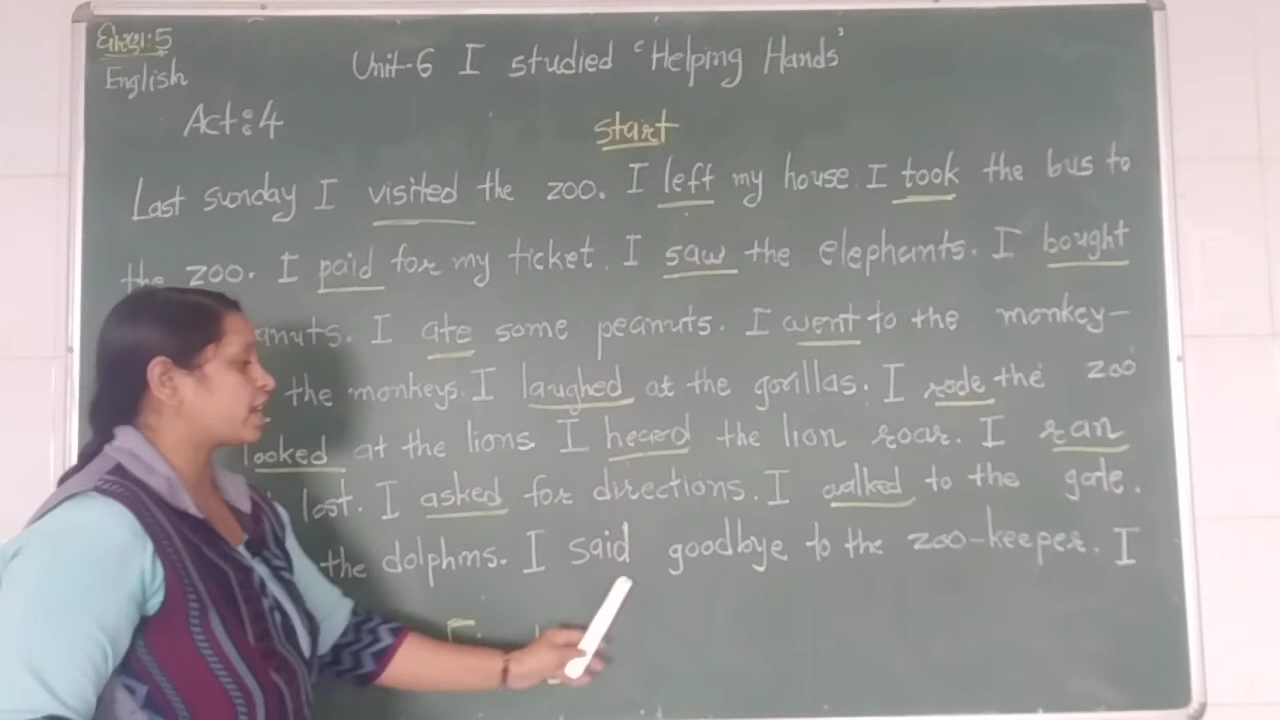 5
English
Unit-6 I studied 'Helping Hands'
Act:4
Start
Last sunday I visited the zoo. I left my house. I took the bus to
the zoo. I paid for my ticket. I saw the elephants. I bought
anuts. I ate some peanuts. I went to the monkey-
the monkeys. I laughed at the gorillas. I rode the zoo
looked at the lions I heard the lion roar. I ran
lost. I asked for directions. I walked to the gate.
the dolphins. I said goodbye to the zoo-keeper. I